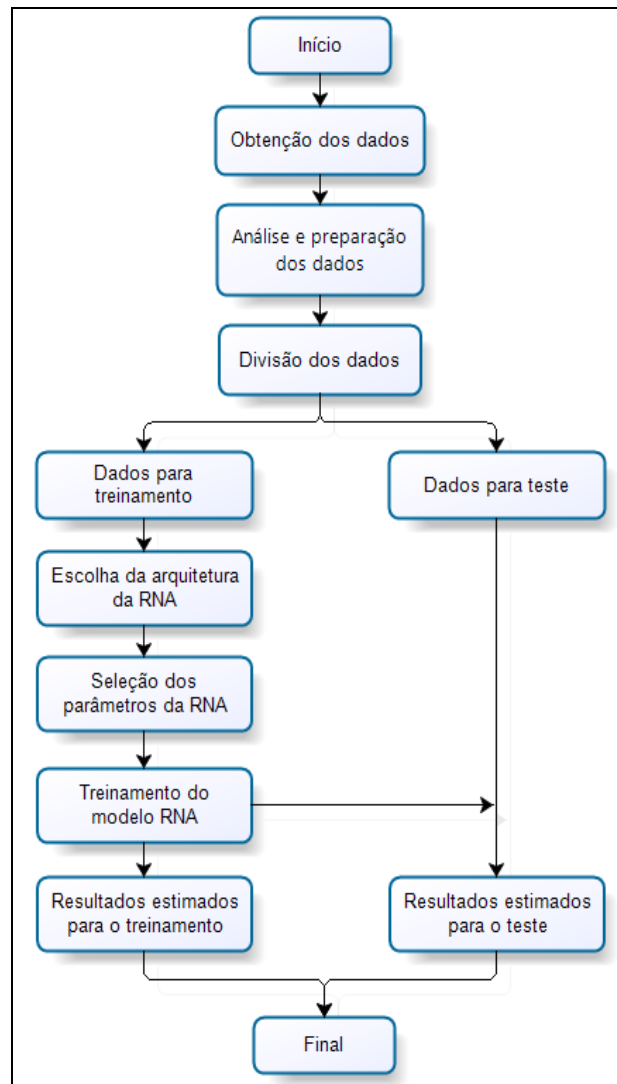 Início
Obtenção dos dados
Análise e preparação
dos dados
Divisão dos dados
Dados para
treinamento
Dados para teste
Escolha da arquitetura
da RNA
Seleção dos
parâmetros da RNA
Treinamento do
modelo RNA
Resultados estimados
para o treinamento
Resultados estimados
para o teste
Final